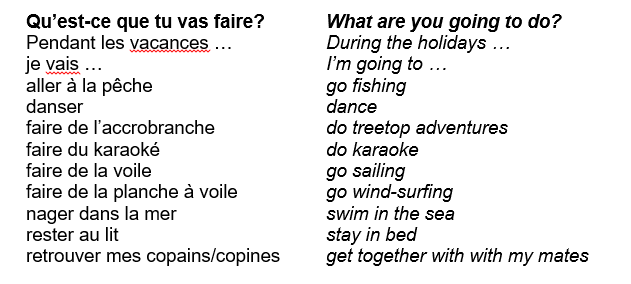 Qu’est-ce que tu vas faire? What are you going to do?
Pendant les vacances … During the holidays …
je vais … I’m going to …
aller à la pêche go fishing
danser dance
faire de l’accrobranche do treetop adventures
faire du karaoké do karaoke
faire de la voile go sailing
faire de la planche à voile go wind-surfing
nager dans la mer swim in the sea
rester au lit stay in bed
retrouver mes copains/copines get together with with my mates